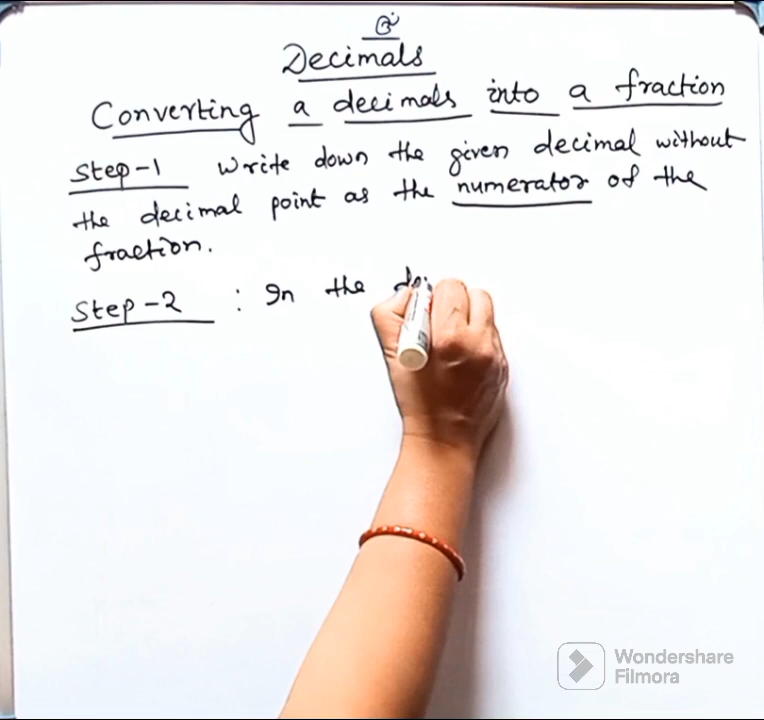 Decimals
Converting a decimals into a fraction
Step-1 Write down the given decimal without
the decimal point as the numerator of the
fraction.
Step-2 : In the
Wondershare
Filmora